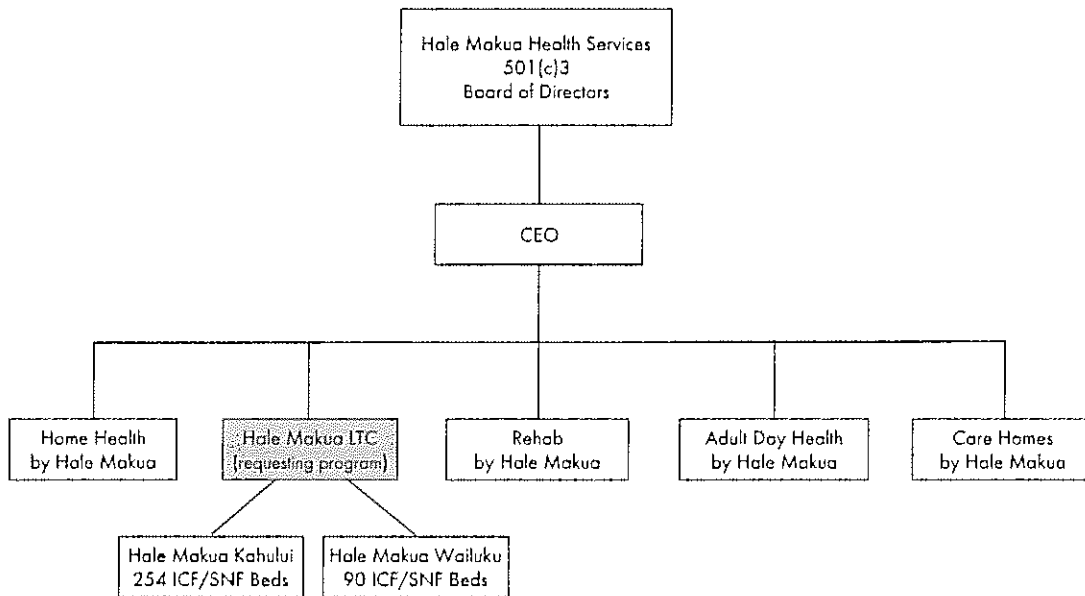 Hale Makua Health Services
501(c)3
Board of Directors
CEO
Home Health
by Hale Makua
Hale Makua LTC
(requesting program)
Rehab
by Hale Makua
Adult Day Health
by Hale Makua
Care Homes
by Hale Makua
Hale Makua Kahului
254 ICF/SNF Beds
Hale Makua Wailuku
90 ICF/SNF Beds